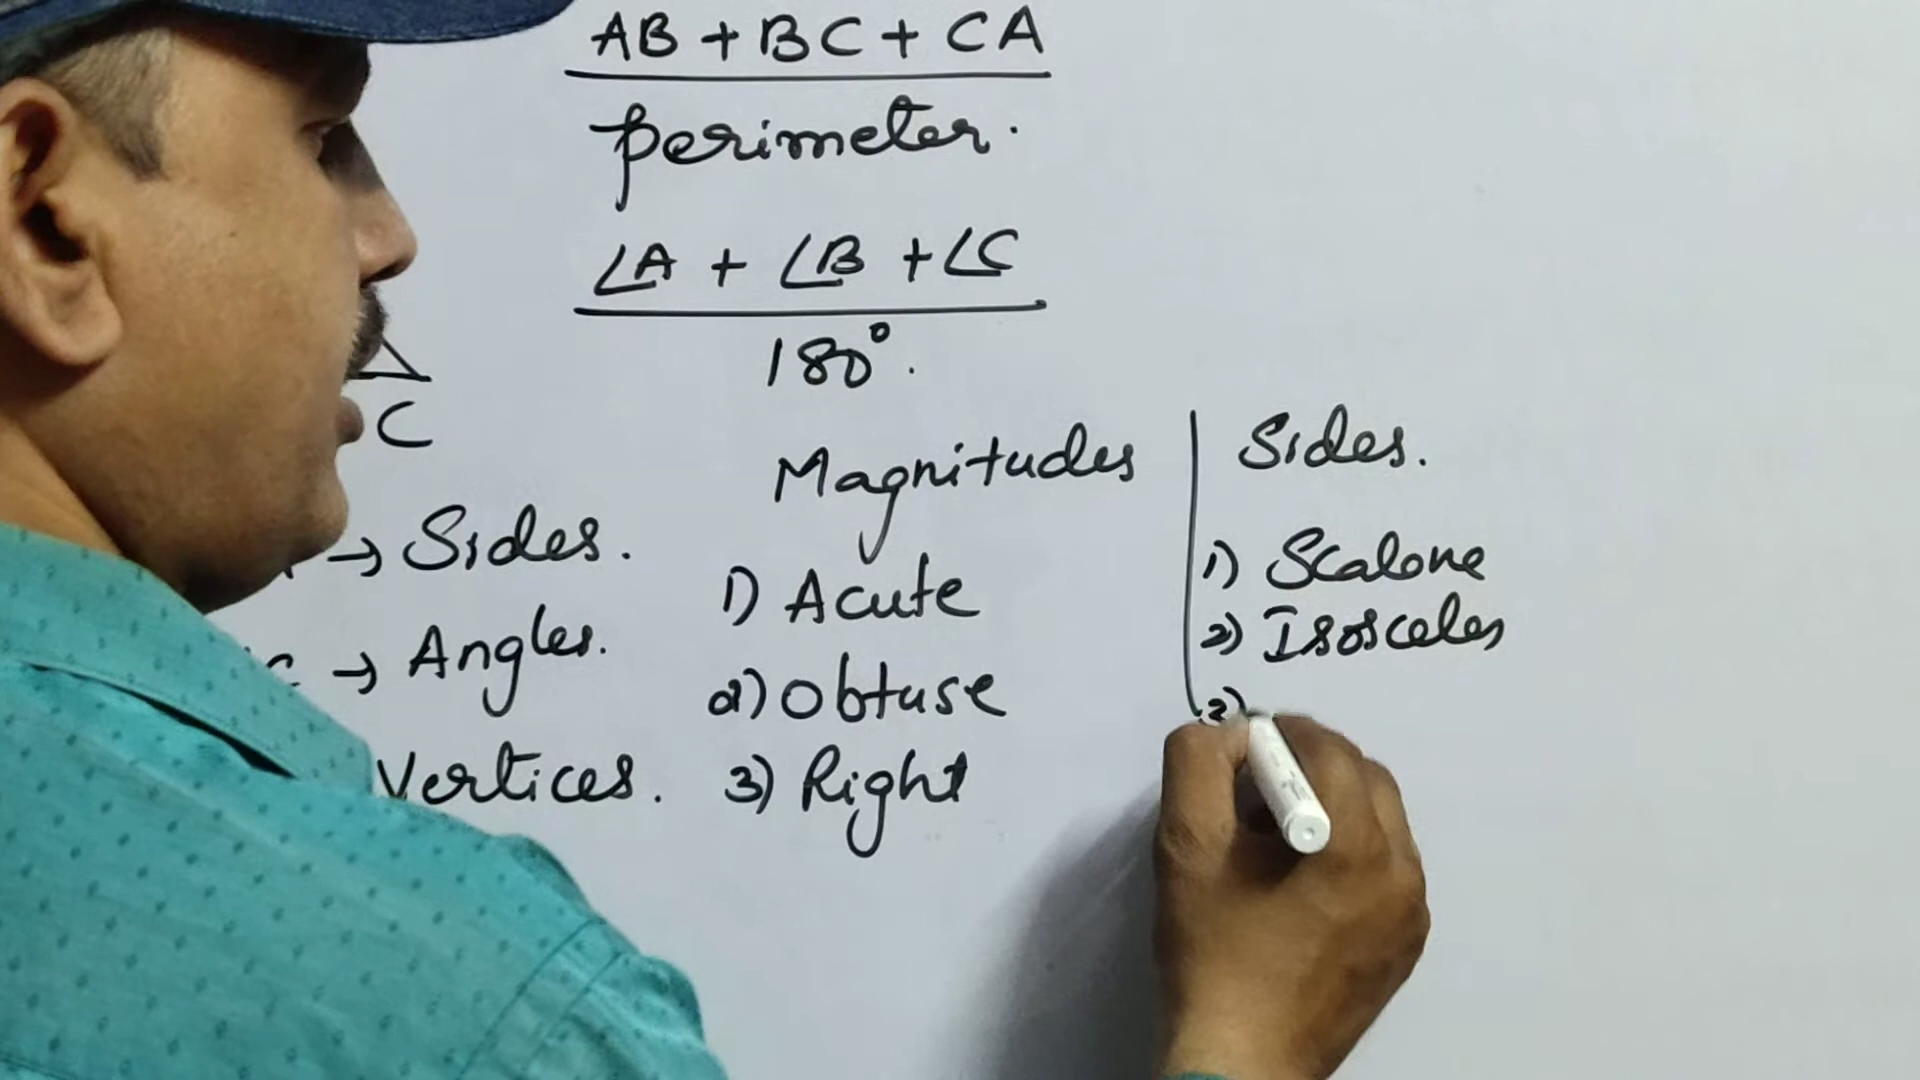 AB + BC + CA
Perimeter.
∠A + ∠B + ∠C
180°.
C
→ Sides.
→ Angles.
Vertices.
Magnitudes
1) Acute
2) Obtuse
3) Right
Sides.
1) Scalene
2) Isosceles
3)